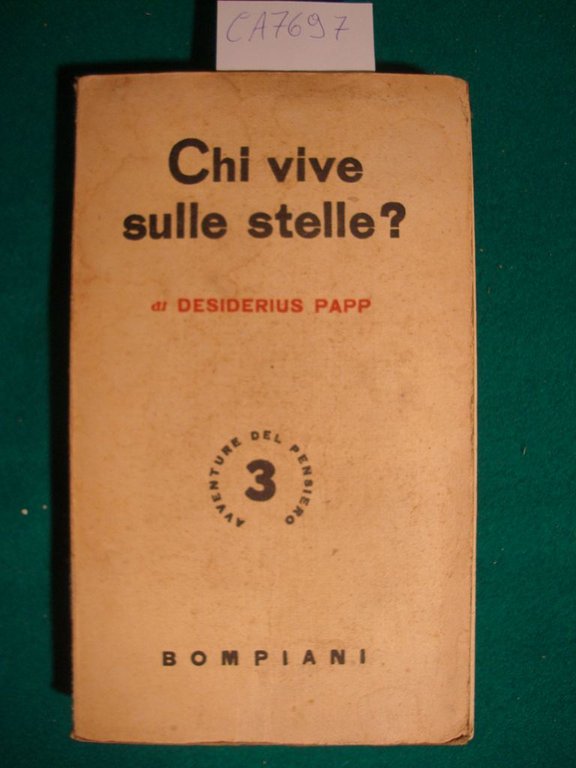 CA7697
Chi vive
sulle stelle?
di DESIDERIUS PAPP
AVVENTURE DEL PENSIERO
3
BOMPIANI